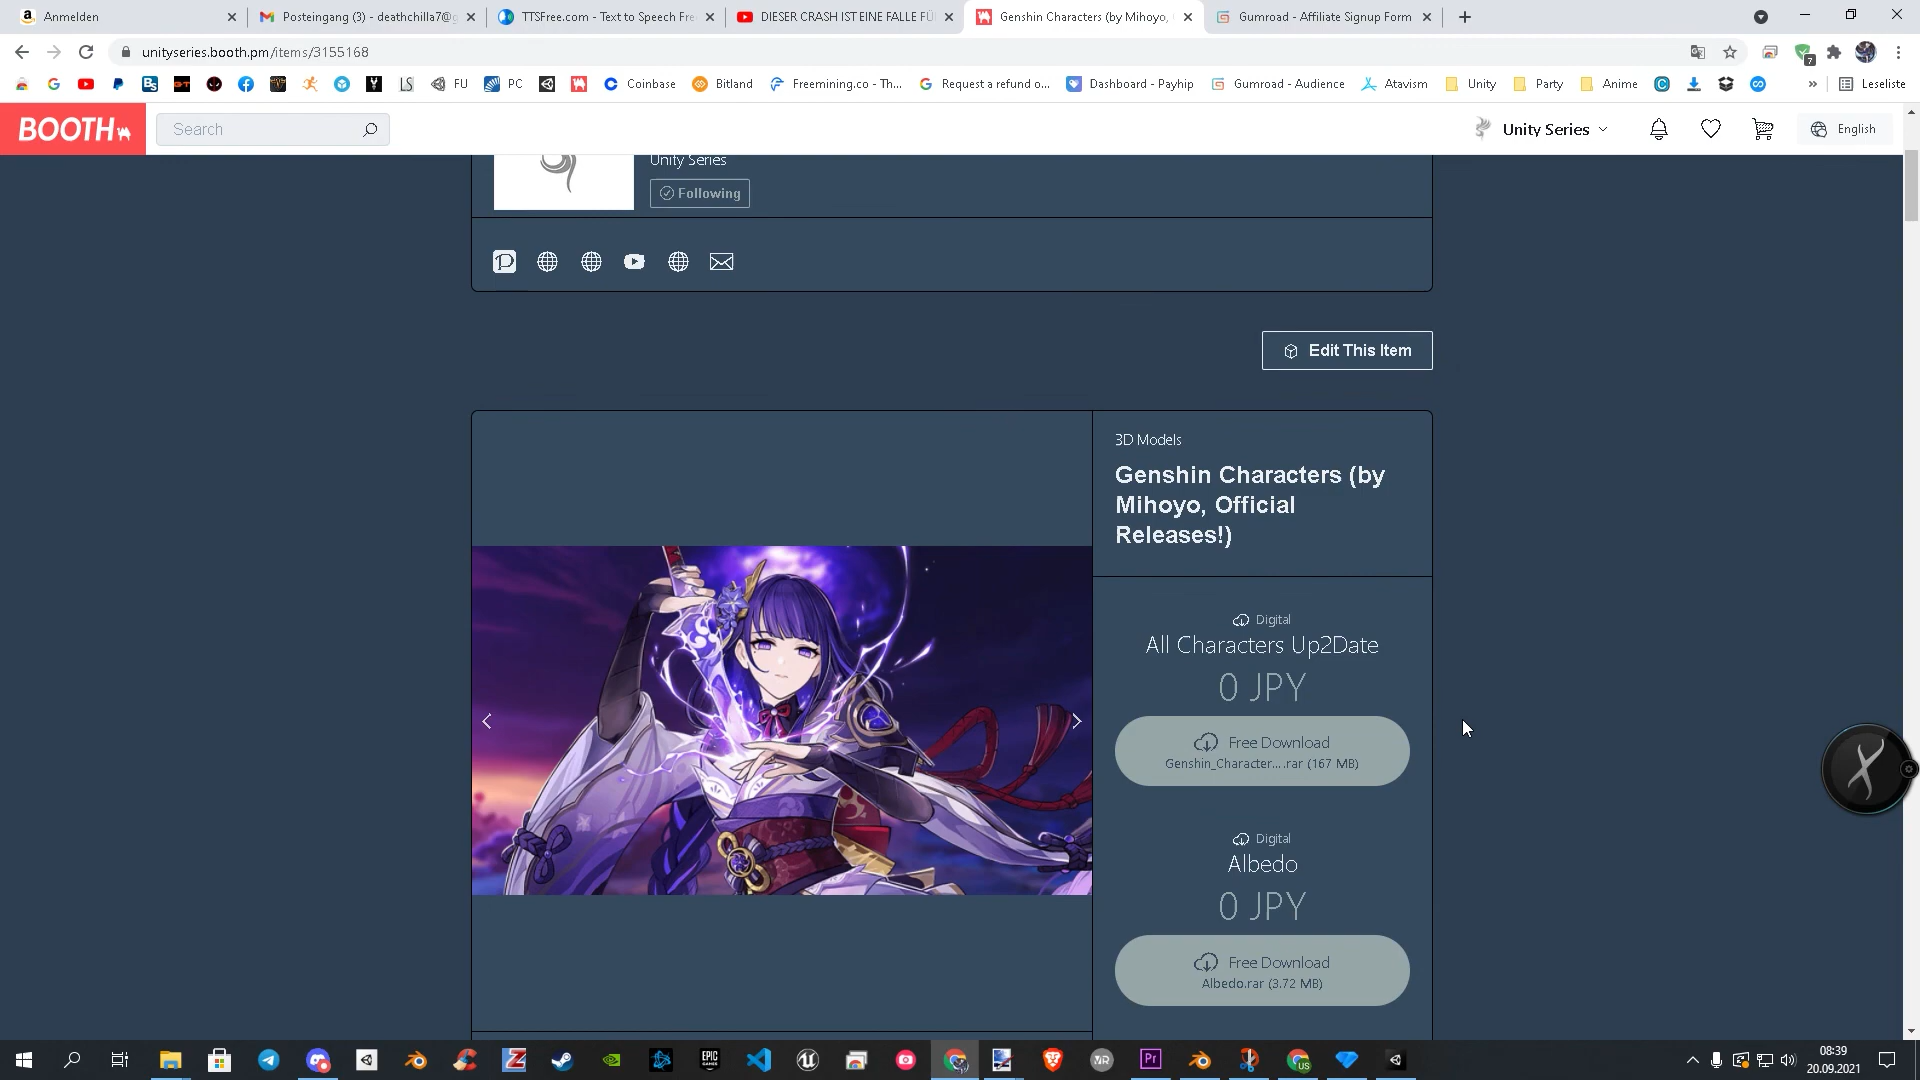 Anmelden
Posteingang (3) - deathchilla7@g
TTSFree.com - Text to Speech Fre
DIESER CRASH IST EINE FALLE FÜ
Genshin Characters (by Mihoyo,
Gumroad - Affiliate Signup Form
unityseries.booth.pm/items/3155168
7
FU
PC
Coinbase
Bitland
Freemining.co - Th...
Request a refund o...
Dashboard - Payhip
Gumroad - Audience
Atavism
Unity
Party
Anime
»
Leseliste
BOOTH
Search
Unity Series
English
Unity Series
Following
Edit This Item
3D Models
Genshin Characters (by
Mihoyo, Official
Releases!)
Digital
All Characters Up2Date
0 JPY
Free Download
Genshin_Character....rar (167 MB)
Digital
Albedo
0 JPY
Free Download
Albedo.rar (3.72 MB)
08:39
20.09.2021